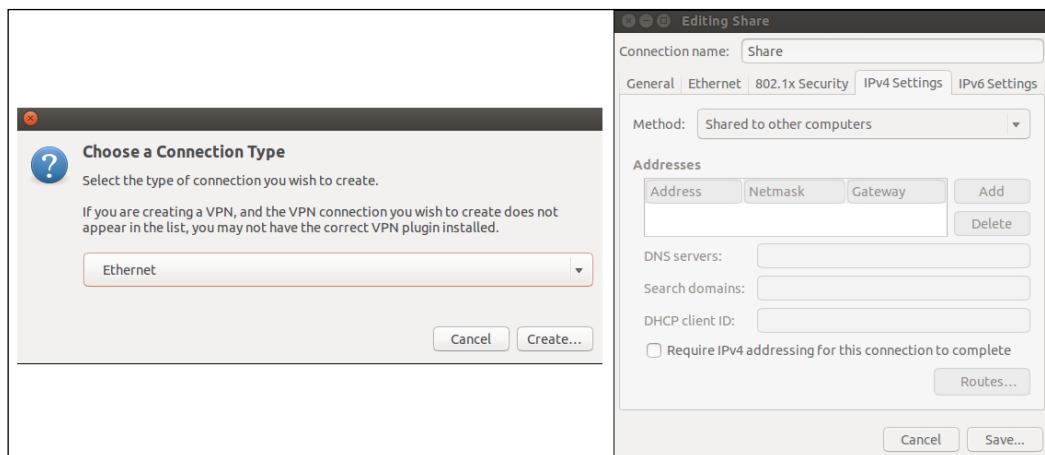 Choose a Connection Type
Select the type of connection you wish to create.
If you are creating a VPN, and the VPN connection you wish to create does not
appear in the list, you may not have the correct VPN plugin installed.
Ethernet
Cancel Create...
Editing Share
Connection name: Share
General Ethernet 802.1x Security IPv4 Settings IPv6 Settings
Method: Shared to other computers
Addresses
Address Netmask Gateway Add
Delete
DNS servers:
Search domains:
DHCP client ID:
Require IPv4 addressing for this connection to complete
Routes...
Cancel Save...